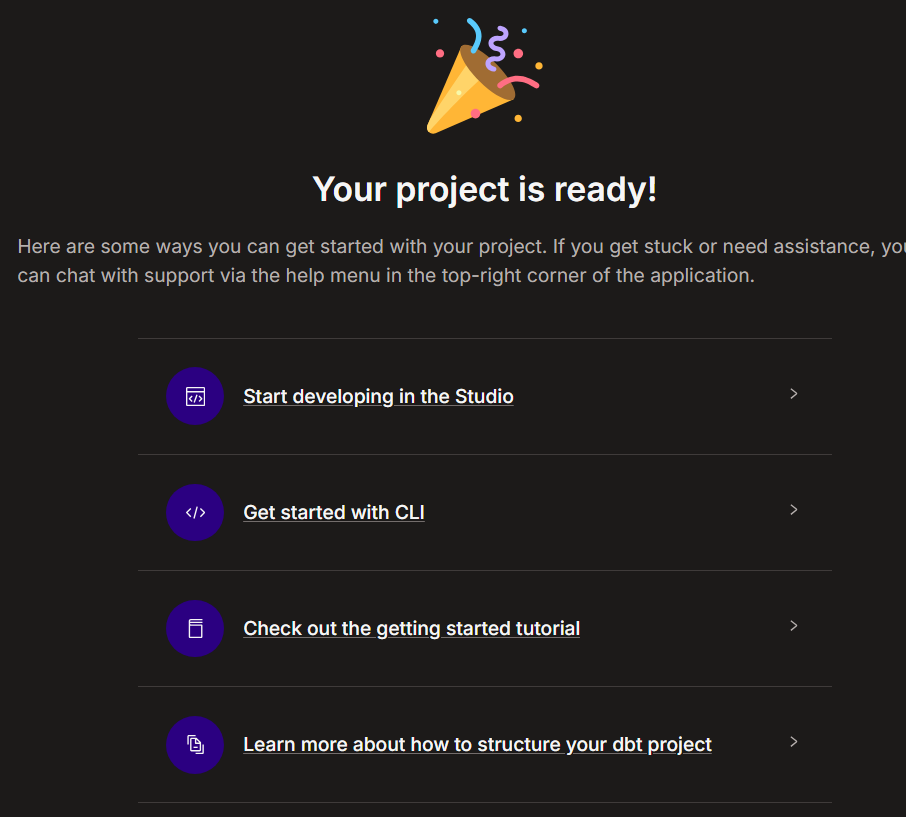 Your project is ready!
Here are some ways you can get started with your project. If you get stuck or need assistance, you
can chat with support via the help menu in the top-right corner of the application.
Start developing in the Studio
Get started with CLI
Check out the getting started tutorial
Learn more about how to structure your dbt project